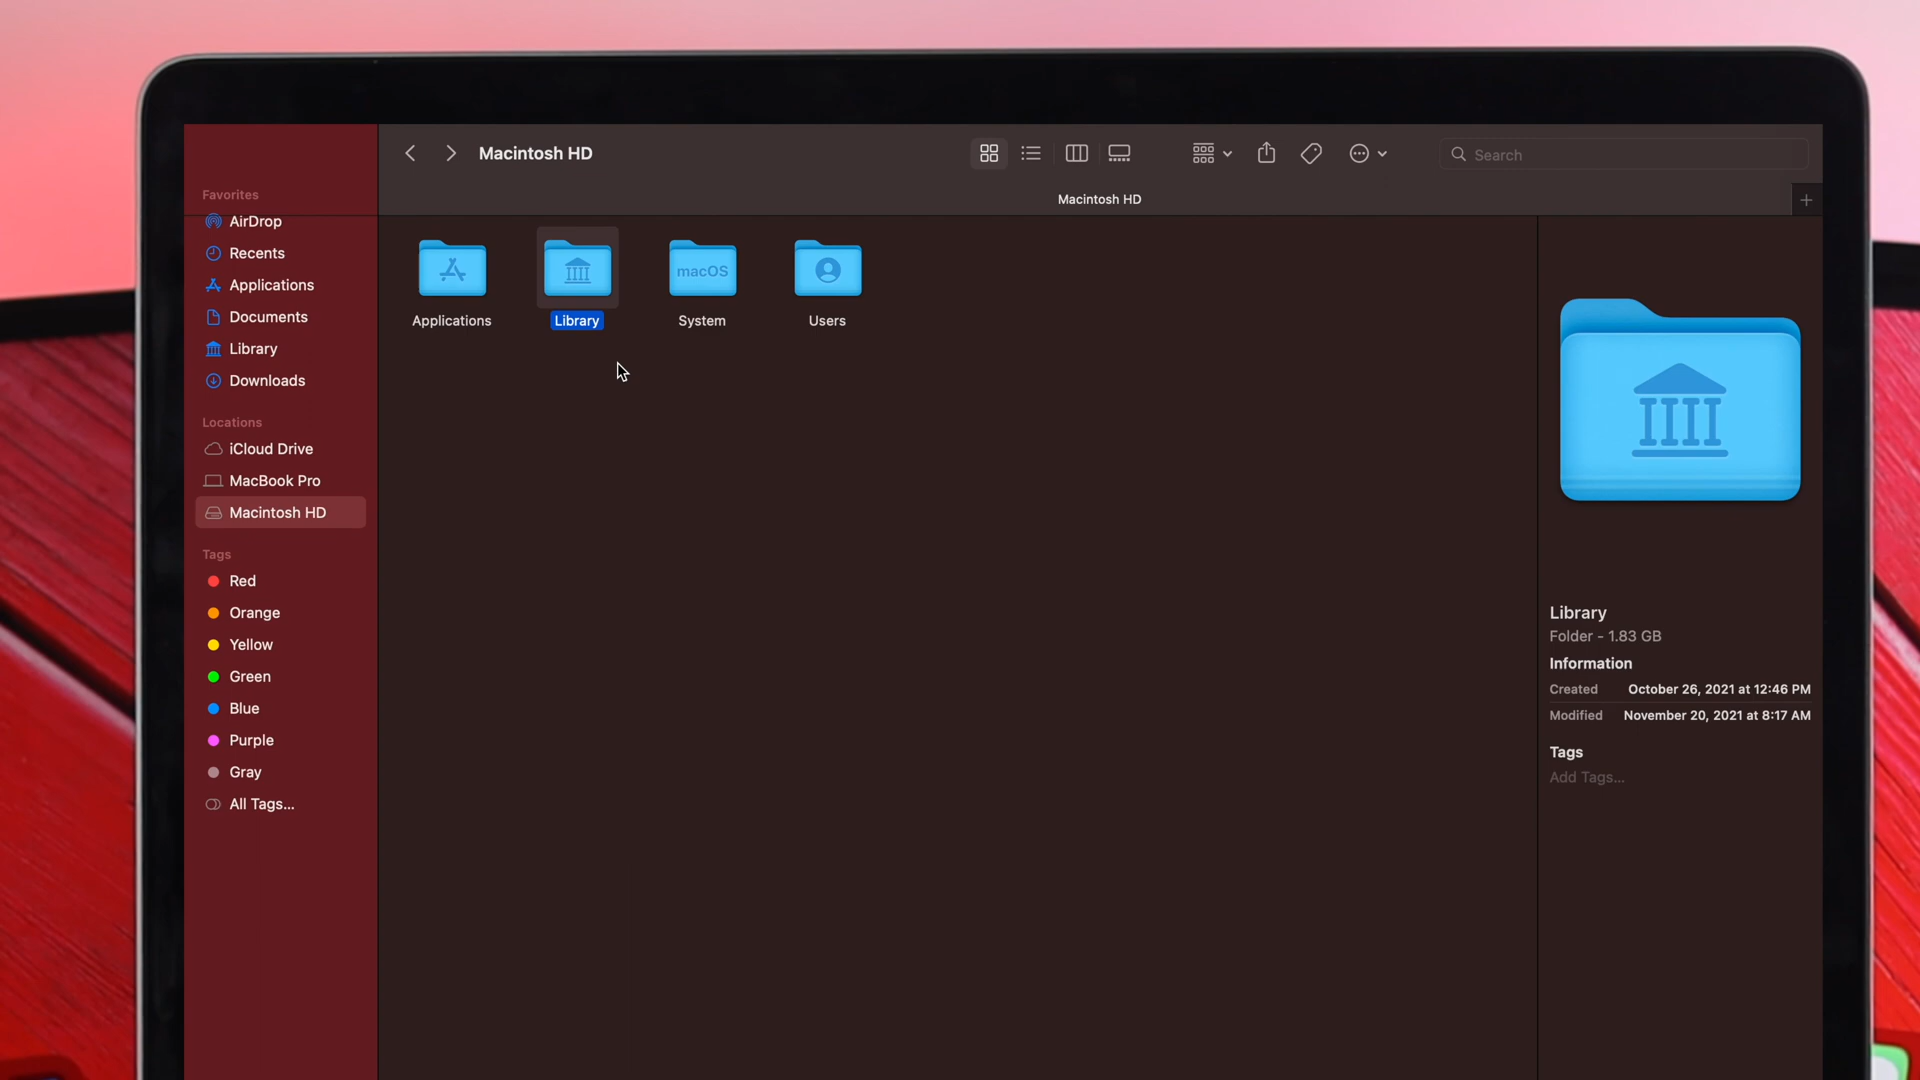 Macintosh HD
Search
Macintosh HD
Favorites
AirDrop
Recents
Applications
Documents
Library
Downloads
Locations
iCloud Drive
MacBook Pro
Macintosh HD
Tags
Red
Orange
Yellow
Green
Blue
Purple
Gray
All Tags...
Applications
Library
macOS
System
Users
Library
Folder - 1.83 GB
Information
Created October 26, 2021 at 12:46 PM
Modified November 20, 2021 at 8:17 AM
Tags
Add Tags...